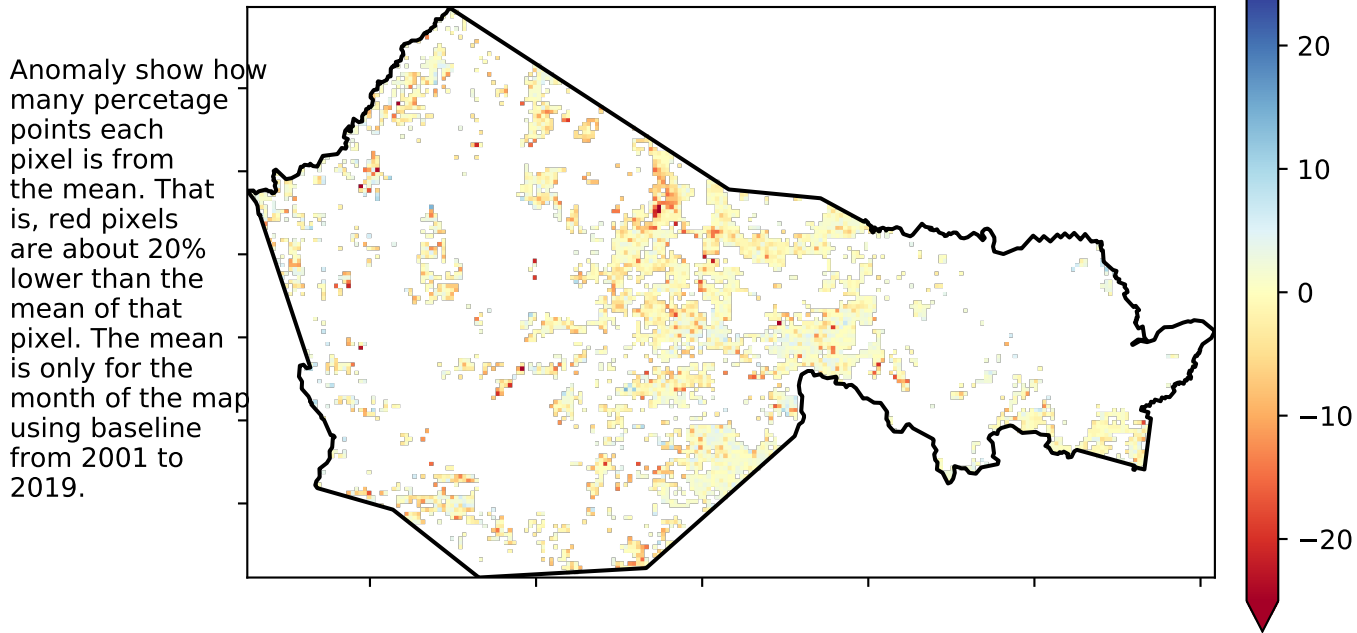 Anomaly show how
many percetage
points each
pixel is from
the mean. That
is, red pixels
are about 20%
lower than the
mean of that
pixel. The mean
is only for the
month of the map
using baseline
from 2001 to
2019.
20
10
0
−10
−20